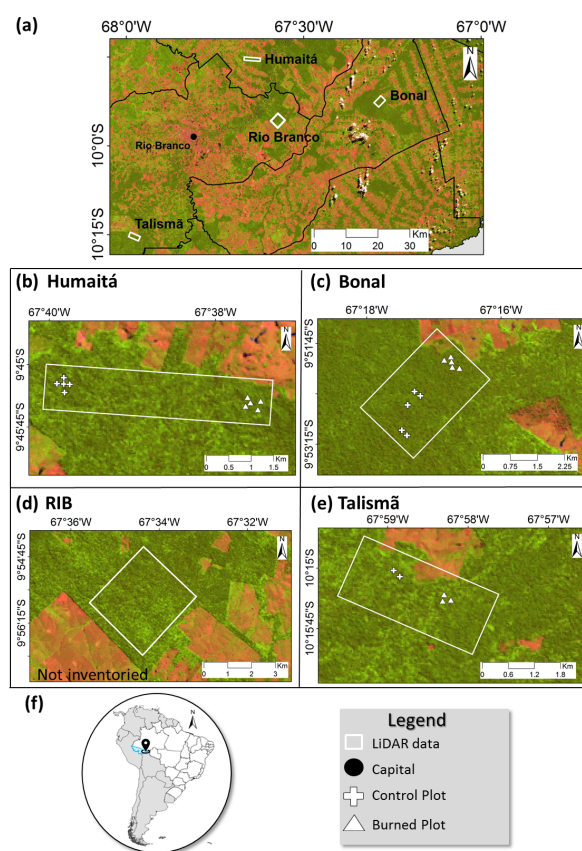 (a)
68°0'W 67°30'W 67°0'W
N
Humaitá
Bonal
Rio Branco
Rio Branco
10°0'S
10°15'S
Talismã
0 10 20 30
Km
(b) Humaitá
67°40'W 67°38'W
N
9°45'S
9°45'45"S
0 0.5 1 1.5
Km
(c) Bonal
67°18'W 67°16'W
N
9°51'45"S
9°53'15"S
0 0.75 1.5 2.25
Km
(d) RIB
67°36'W 67°34'W 67°32'W
N
9°54'45"S
9°56'15"S
Not inventoried
0 1 2 3
Km
(e) Talismã
67°59'W 67°58'W 67°57'W
N
10°15'S
10°15'45"S
0 0.6 1.2 1.8
Km
(f)
N
Legend
LiDAR data
Capital
Control Plot
Burned Plot